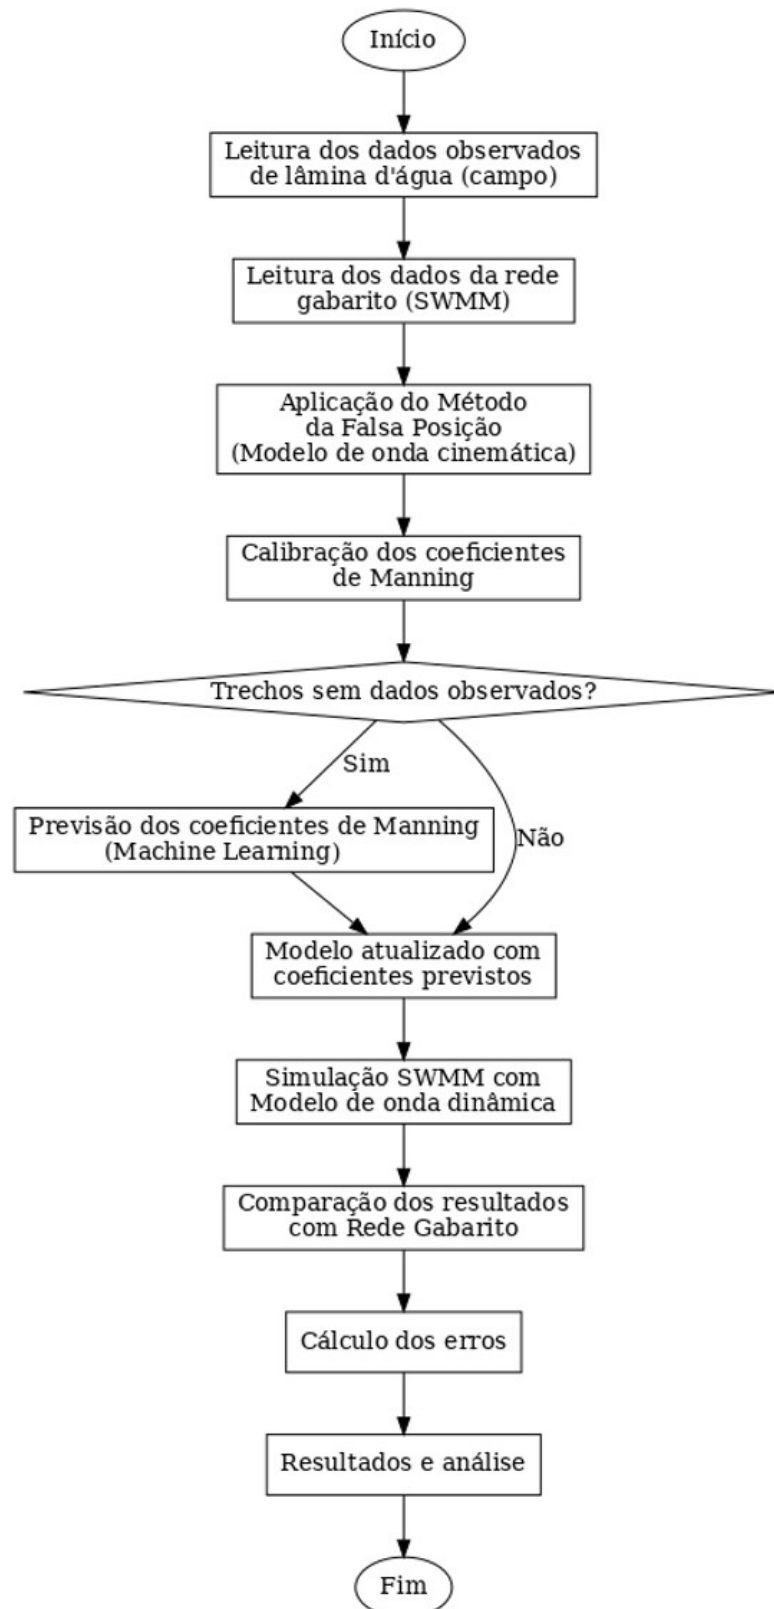 Início
Leitura dos dados observados
de lâmina d'água (campo)
Leitura dos dados da rede
gabarito (SWMM)
Aplicação do Método
da Falsa Posição
(Modelo de onda cinemática)
Calibração dos coeficientes
de Manning
Trechos sem dados observados?
Sim
Previsão dos coeficientes de Manning
(Machine Learning)
Não
Modelo atualizado com
coeficientes previstos
Simulação SWMM com
Modelo de onda dinâmica
Comparação dos resultados
com Rede Gabarito
Cálculo dos erros
Resultados e análise
Fim